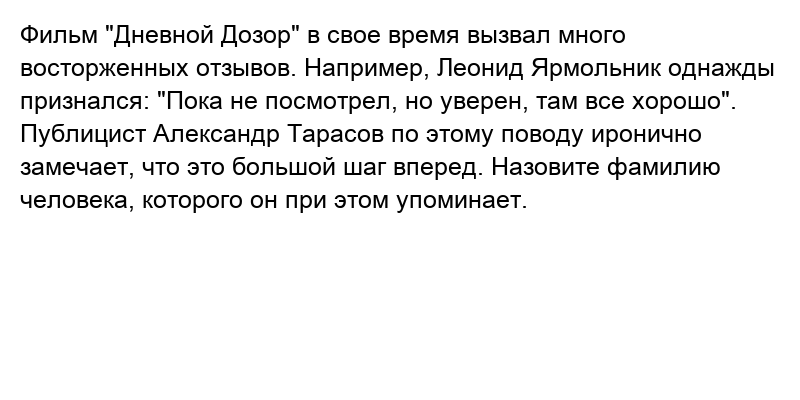 Фильм "Дневной Дозор" в свое время вызвал много
восторженных отзывов. Например, Леонид Ярмольник однажды
признался: "Пока не посмотрел, но уверен, там все хорошо".
Публицист Александр Тарасов по этому поводу иронично
замечает, что это большой шаг вперед. Назовите фамилию
человека, которого он при этом упоминает.